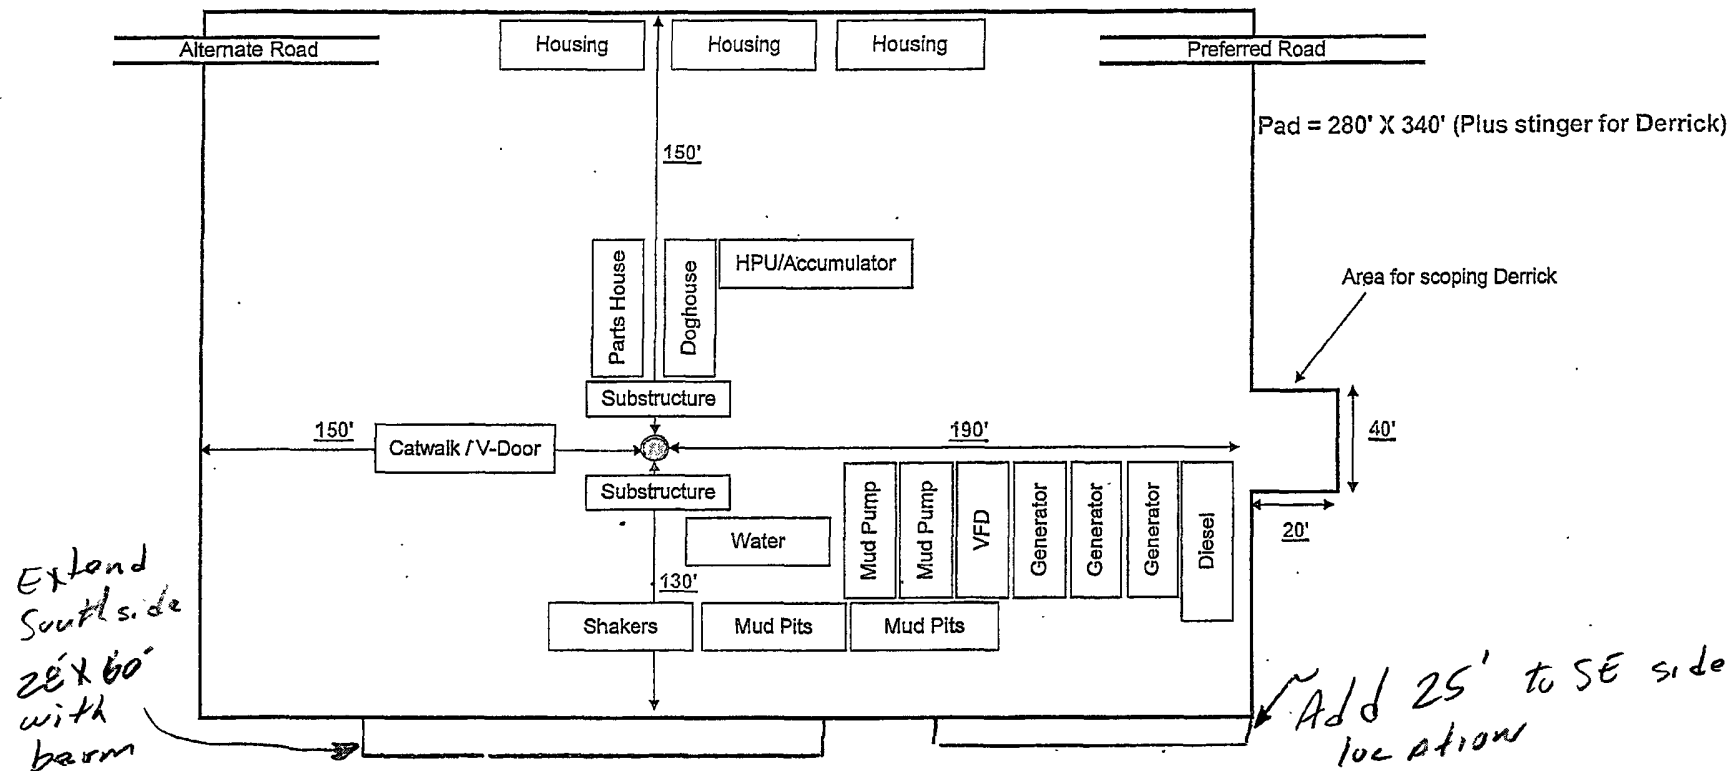 Alternate Road
Housing
Housing
Housing
Preferred Road
Pad = 280' X 340' (Plus stinger for Derrick)
150'
Parts House
Doghouse
HPU/Accumulator
Area for scoping Derrick
Substructure
150'
Catwalk / V-Door
190'
40'
Substructure
Mud Pump
Mud Pump
VFD
Generator
Generator
Generator
Diesel
20'
Water
130'
Shakers
Mud Pits
Mud Pits
Extend
South side
X 60'
with
barm
Add 25' to SE side
location